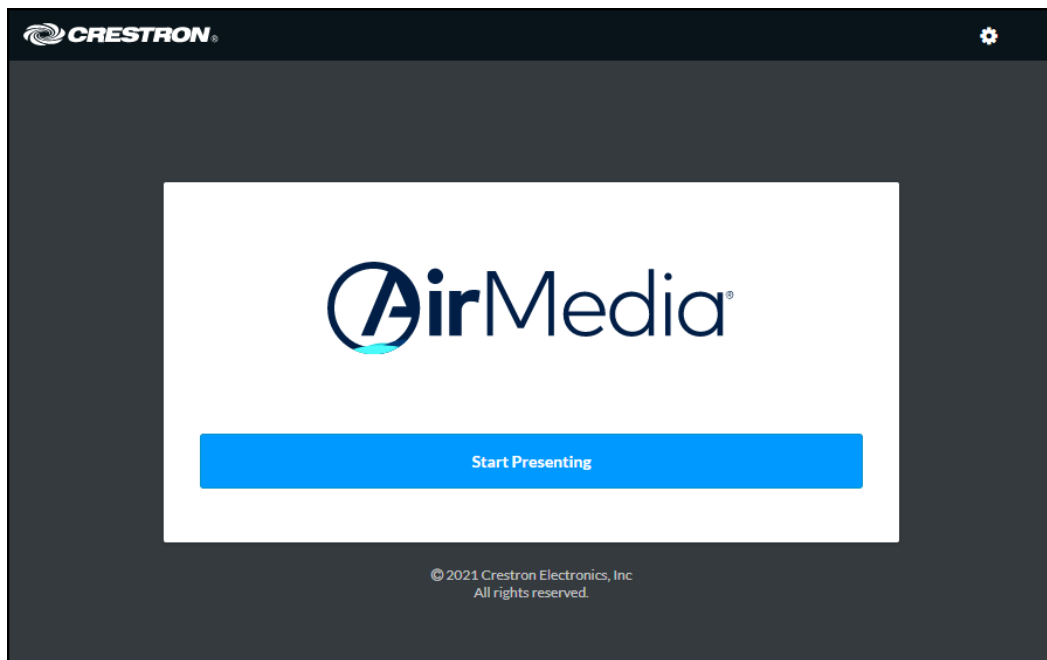 CRESTRON®
AirMedia®
Start Presenting
© 2021 Crestron Electronics, Inc
All rights reserved.